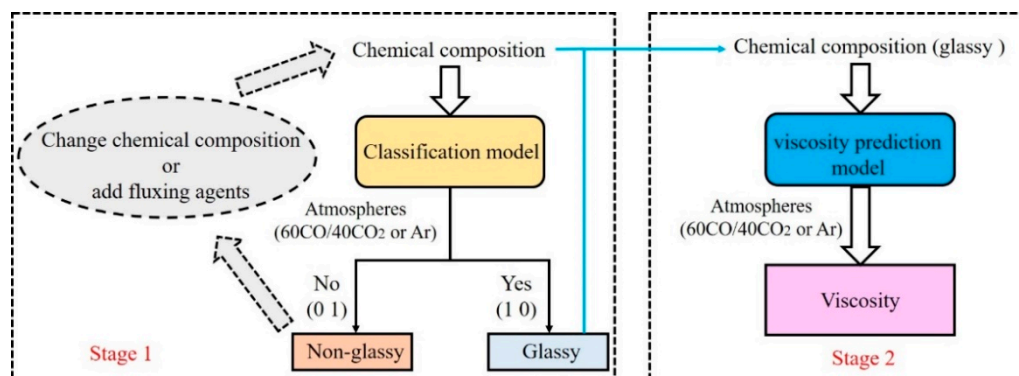 Chemical composition
Change chemical composition
or
add fluxing agents
Classification model
Atmospheres
(60CO/40CO₂ or Ar)
No
(0 1)
Yes
(1 0)
Non-glassy
Glassy
Stage 1
Chemical composition (glassy )
viscosity prediction
model
Atmospheres
(60CO/40CO₂ or Ar)
Viscosity
Stage 2